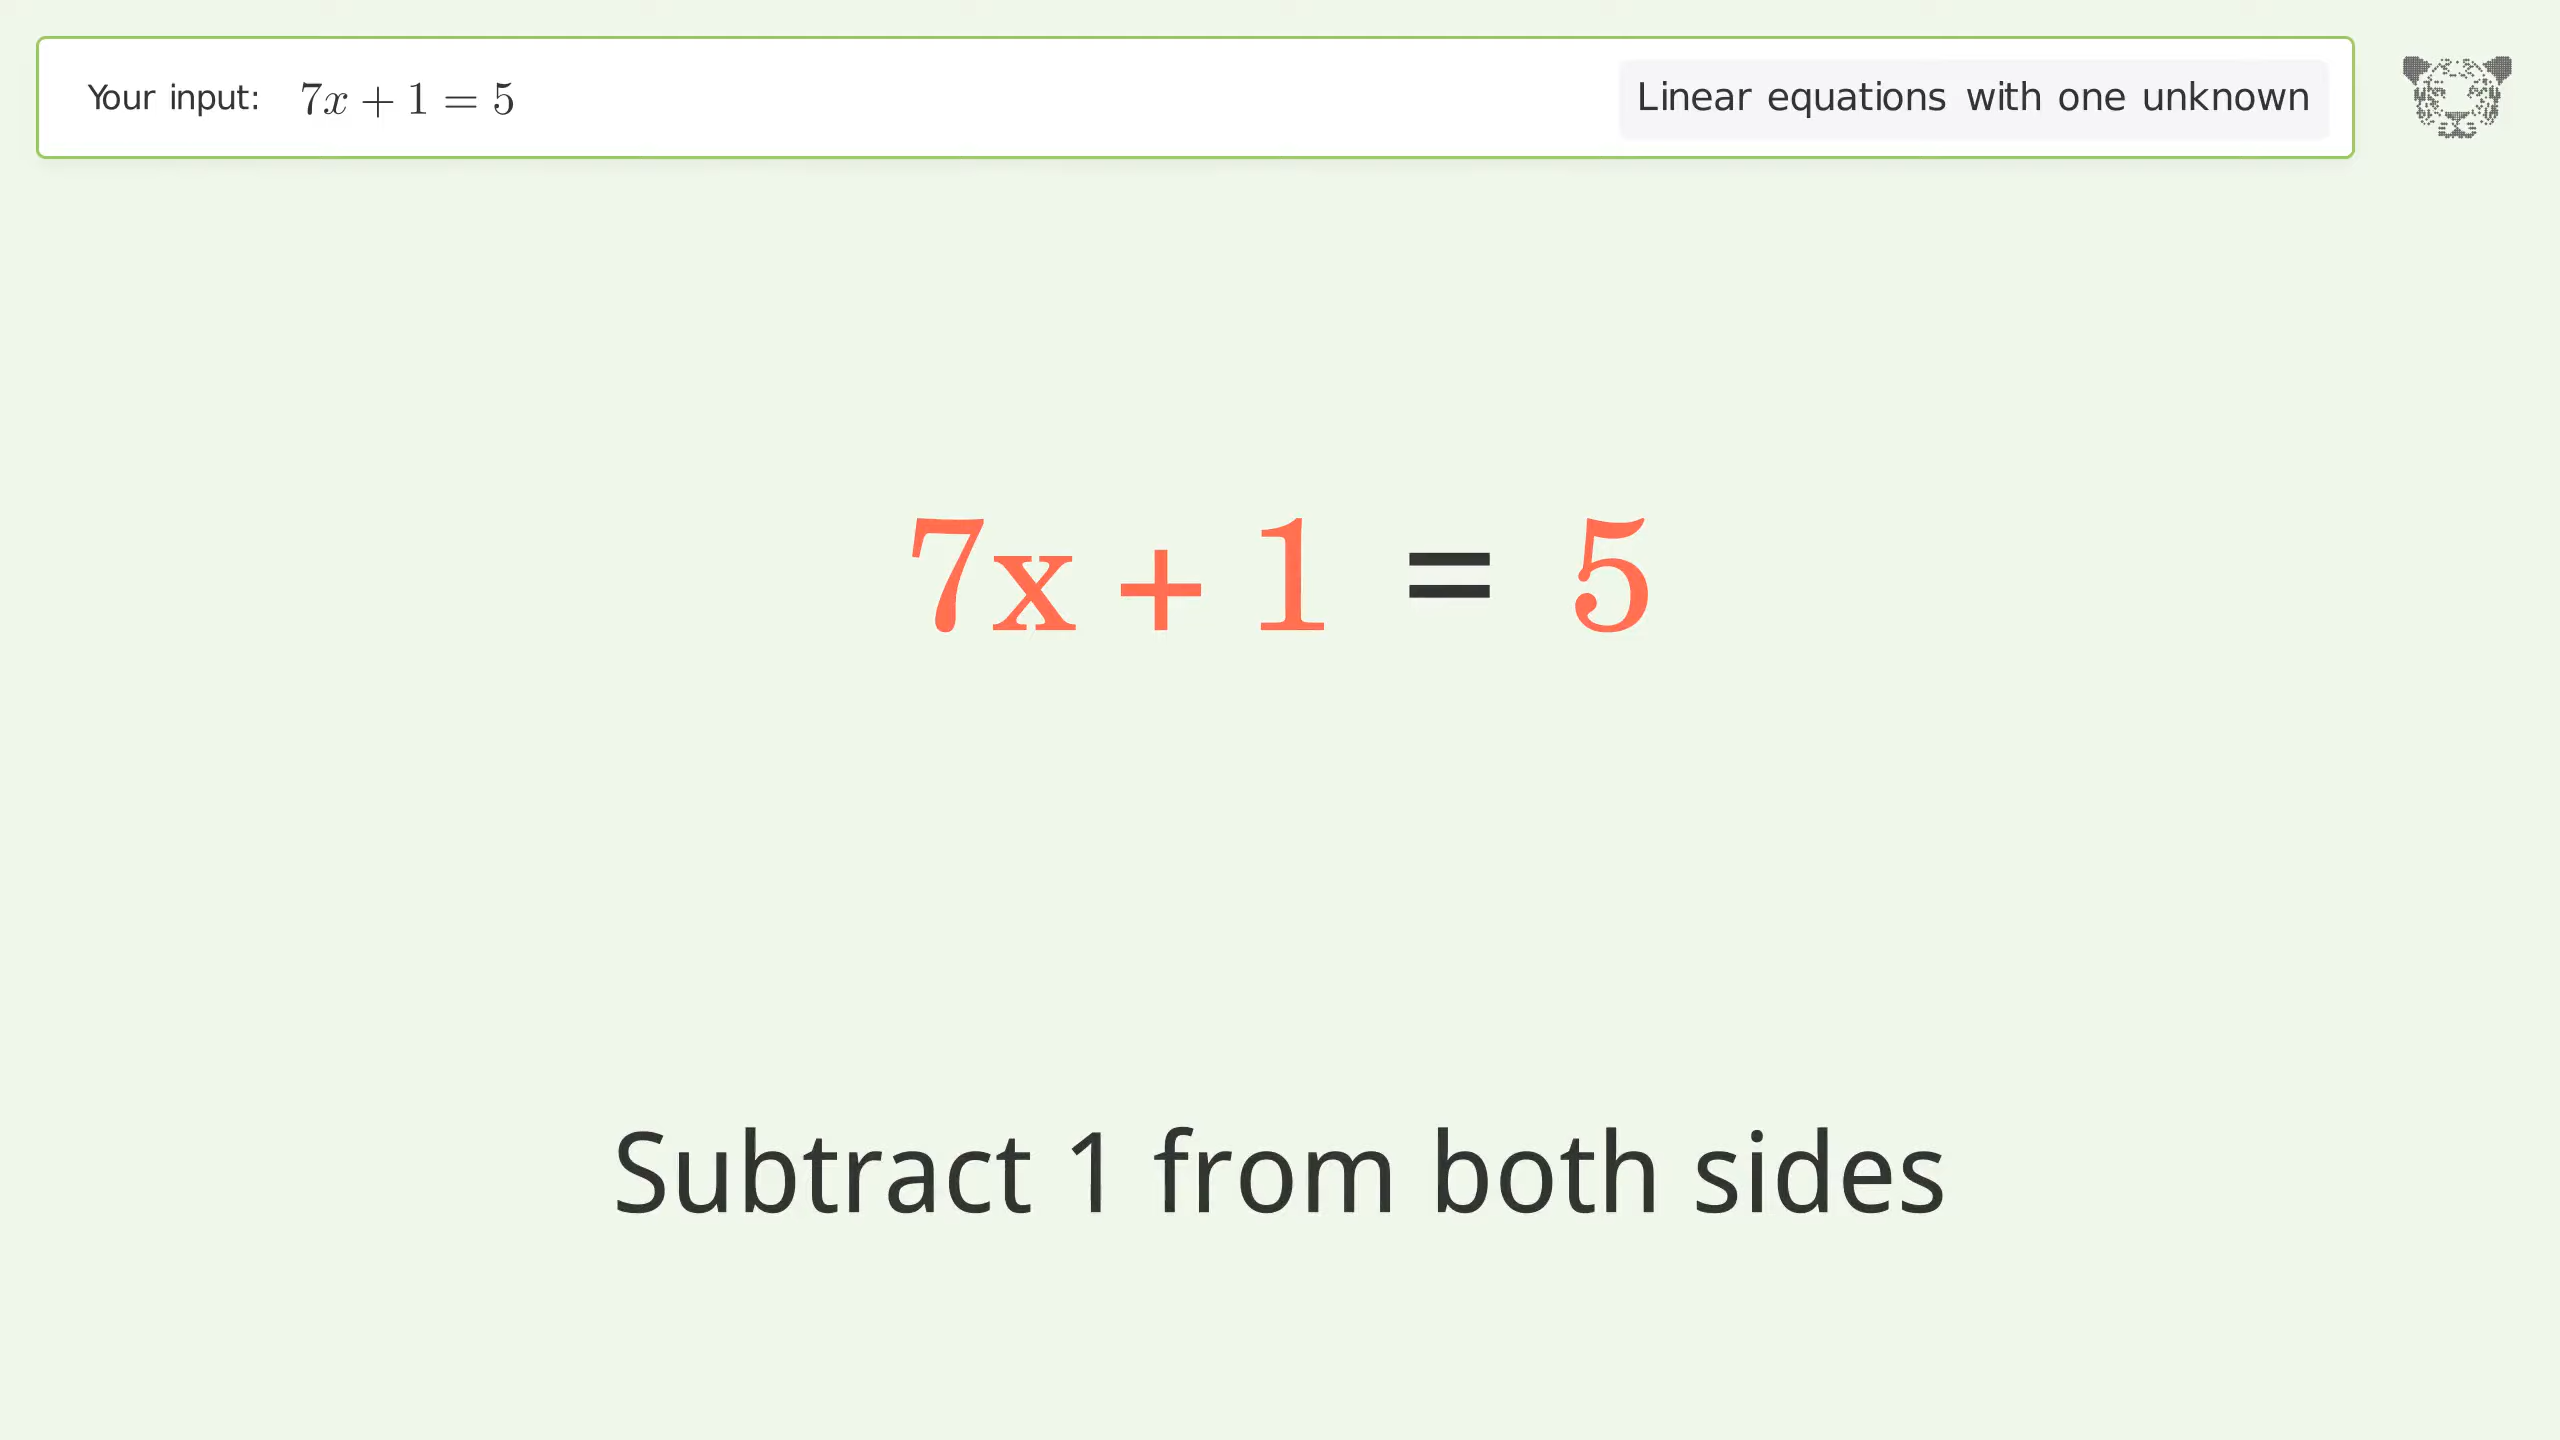 Your input: 7x + 1 = 5
Linear equations with one unknown
7x + 1 = 5
Subtract 1 from both sides